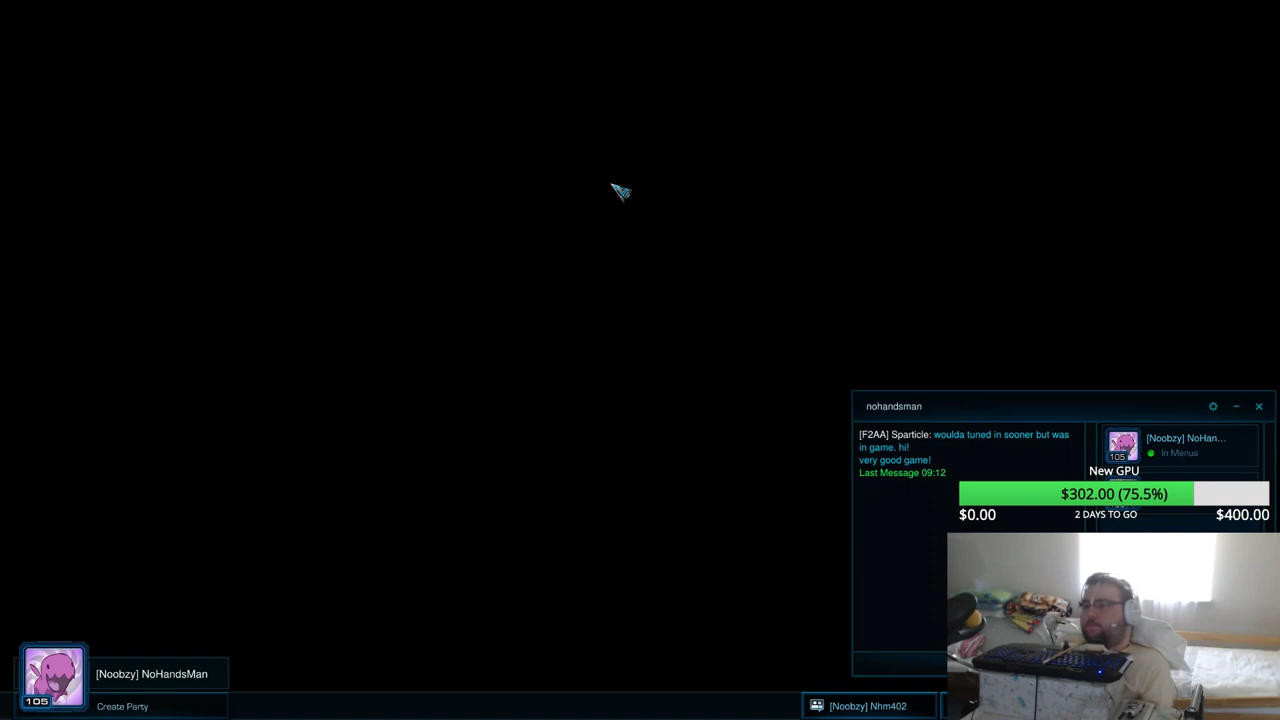 nohandsman
[F2AA] Sparticle: woulda tuned in sooner but was
in game. hi!
very good game!
Last Message 09:12
[Noobzy] NoHan...
In Menus
105
New GPU
$302.00 (75.5%)
$0.00
2 DAYS TO GO
$400.00
105
[Noobzy] NoHandsMan
Create Party
[Noobzy] Nhm402